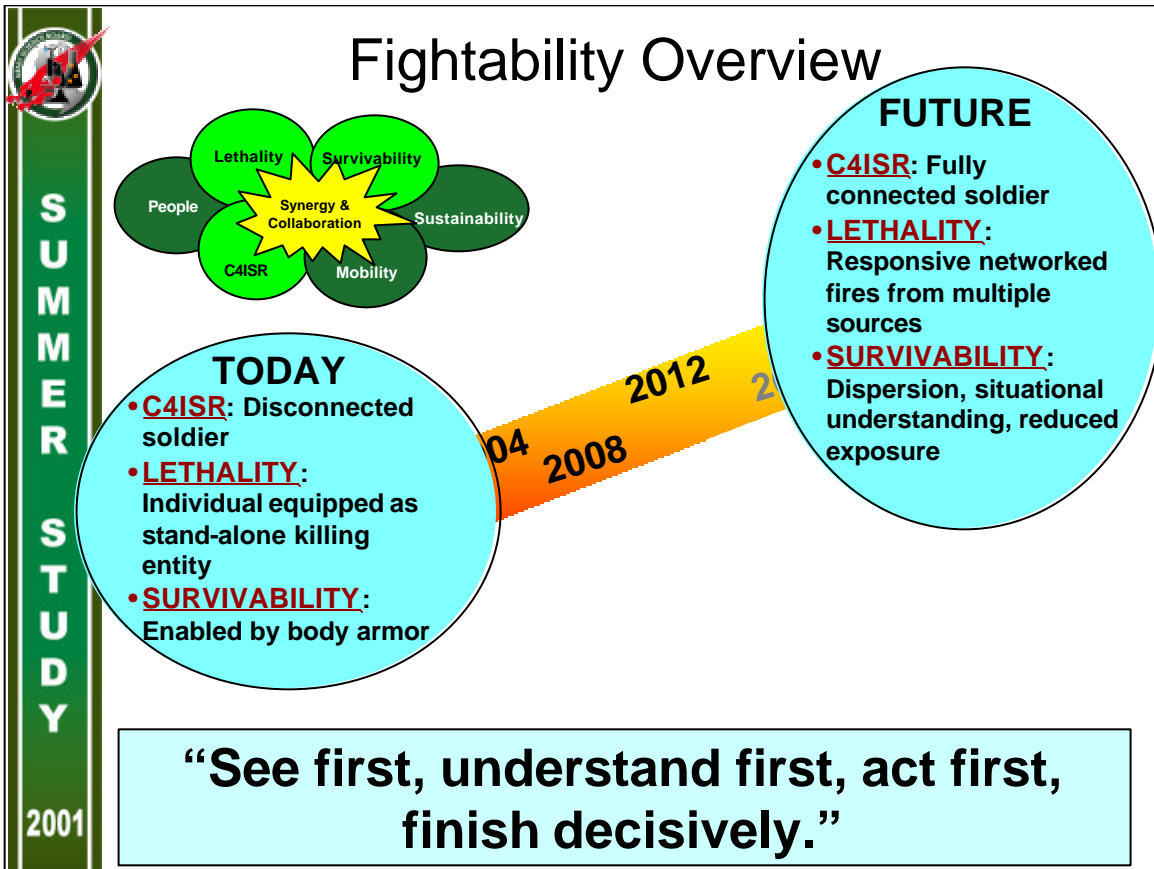 Fightability Overview
SUMMER STUDY
2001
Lethality
Survivability
People
Synergy &
Collaboration
Sustainability
C4ISR
Mobility
TODAY
•C4ISR: Disconnected
soldier
•LETHALITY:
Individual equipped as
stand-alone killing
entity
•SURVIVABILITY:
Enabled by body armor
04
2008
2012
FUTURE
•C4ISR: Fully
connected soldier
•LETHALITY:
Responsive networked
fires from multiple
sources
•SURVIVABILITY:
Dispersion, situational
understanding, reduced
exposure
“See first, understand first, act first,
finish decisively.”